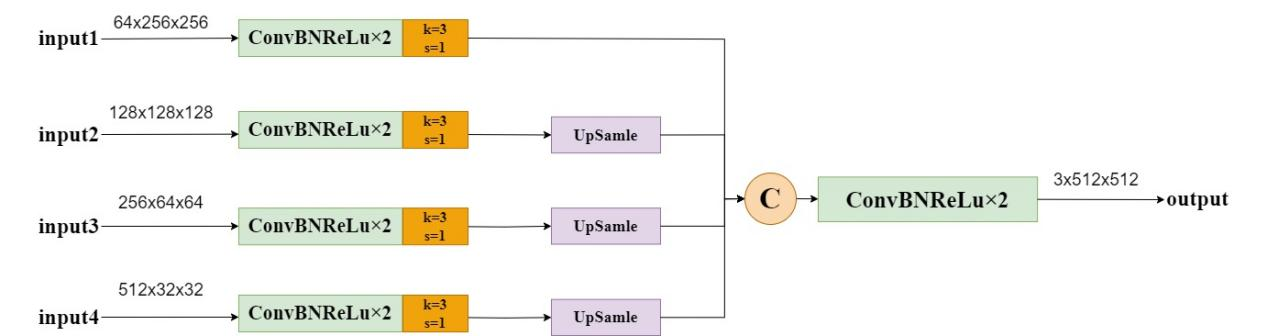 64x256x256
input1
ConvBNReLu×2
k=3
s=1
128x128x128
input2
ConvBNReLu×2
k=3
s=1
UpSamle
256x64x64
input3
ConvBNReLu×2
k=3
s=1
UpSamle
512x32x32
input4
ConvBNReLu×2
k=3
s=1
UpSamle
C
ConvBNReLu×2
3x512x512
output